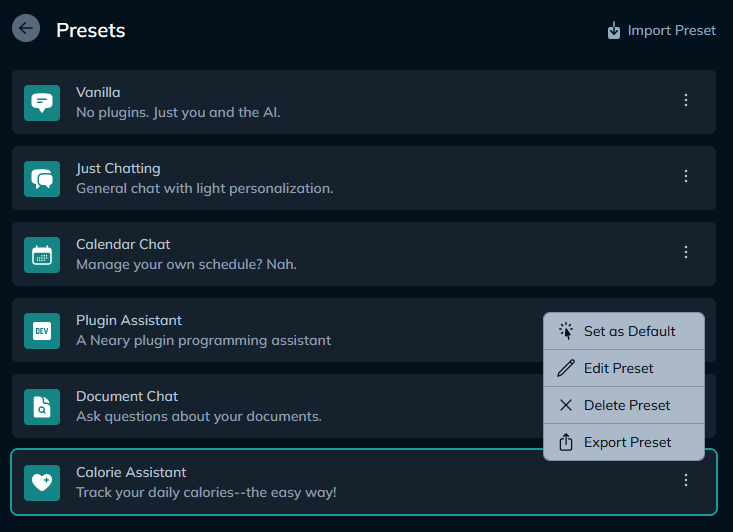 Presets
Import Preset
Vanilla
No plugins. Just you and the AI.
Just Chatting
General chat with light personalization.
Calendar Chat
Manage your own schedule? Nah.
DEV
Plugin Assistant
A Neary plugin programming assistant
Document Chat
Ask questions about your documents.
Set as Default
Edit Preset
Delete Preset
Export Preset
Calorie Assistant
Track your daily calories--the easy way!